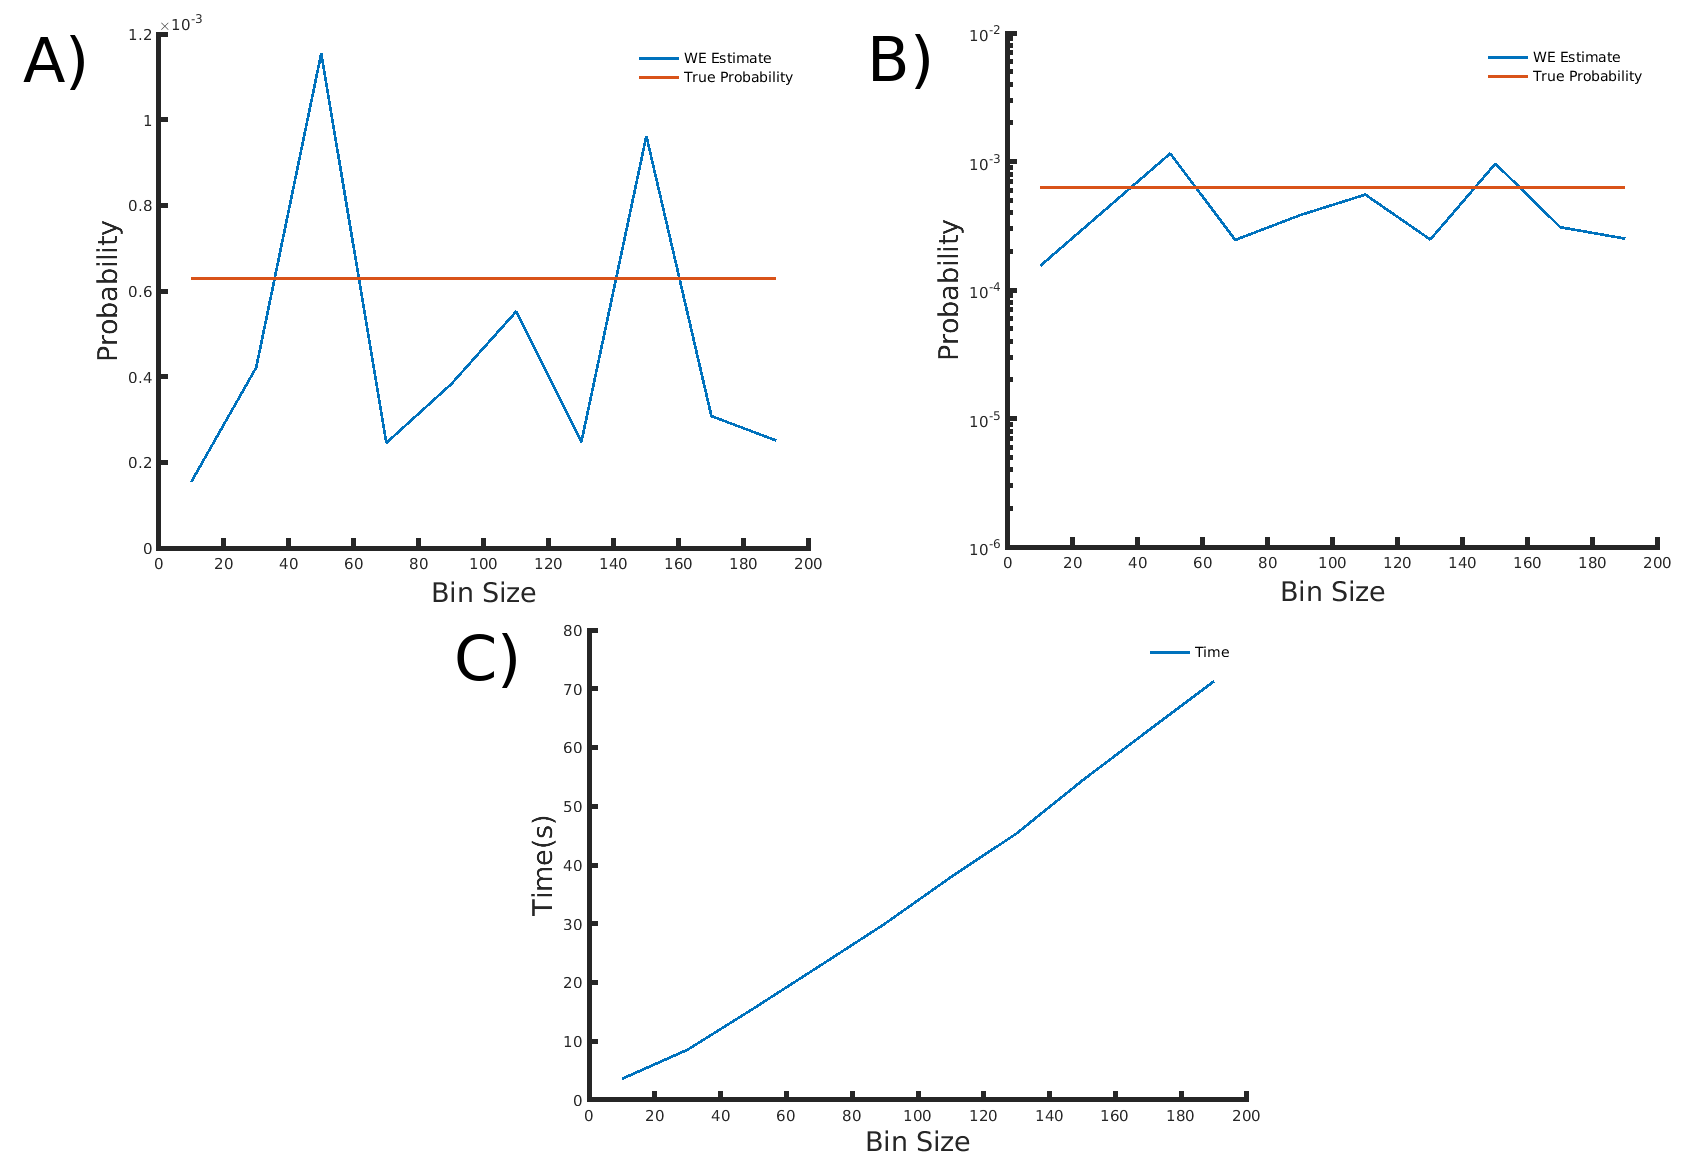 A)
×10-3
1.2
1
0.8
0.6
0.4
0.2
0
Probability
WE Estimate
True Probability
0 20 40 60 80 100 120 140 160 180 200
Bin Size
B)
10-2
10-3
10-4
10-5
10-6
Probability
WE Estimate
True Probability
0 20 40 60 80 100 120 140 160 180 200
Bin Size
C)
80
70
60
50
40
30
20
10
0
Time(s)
Time
0 20 40 60 80 100 120 140 160 180 200
Bin Size